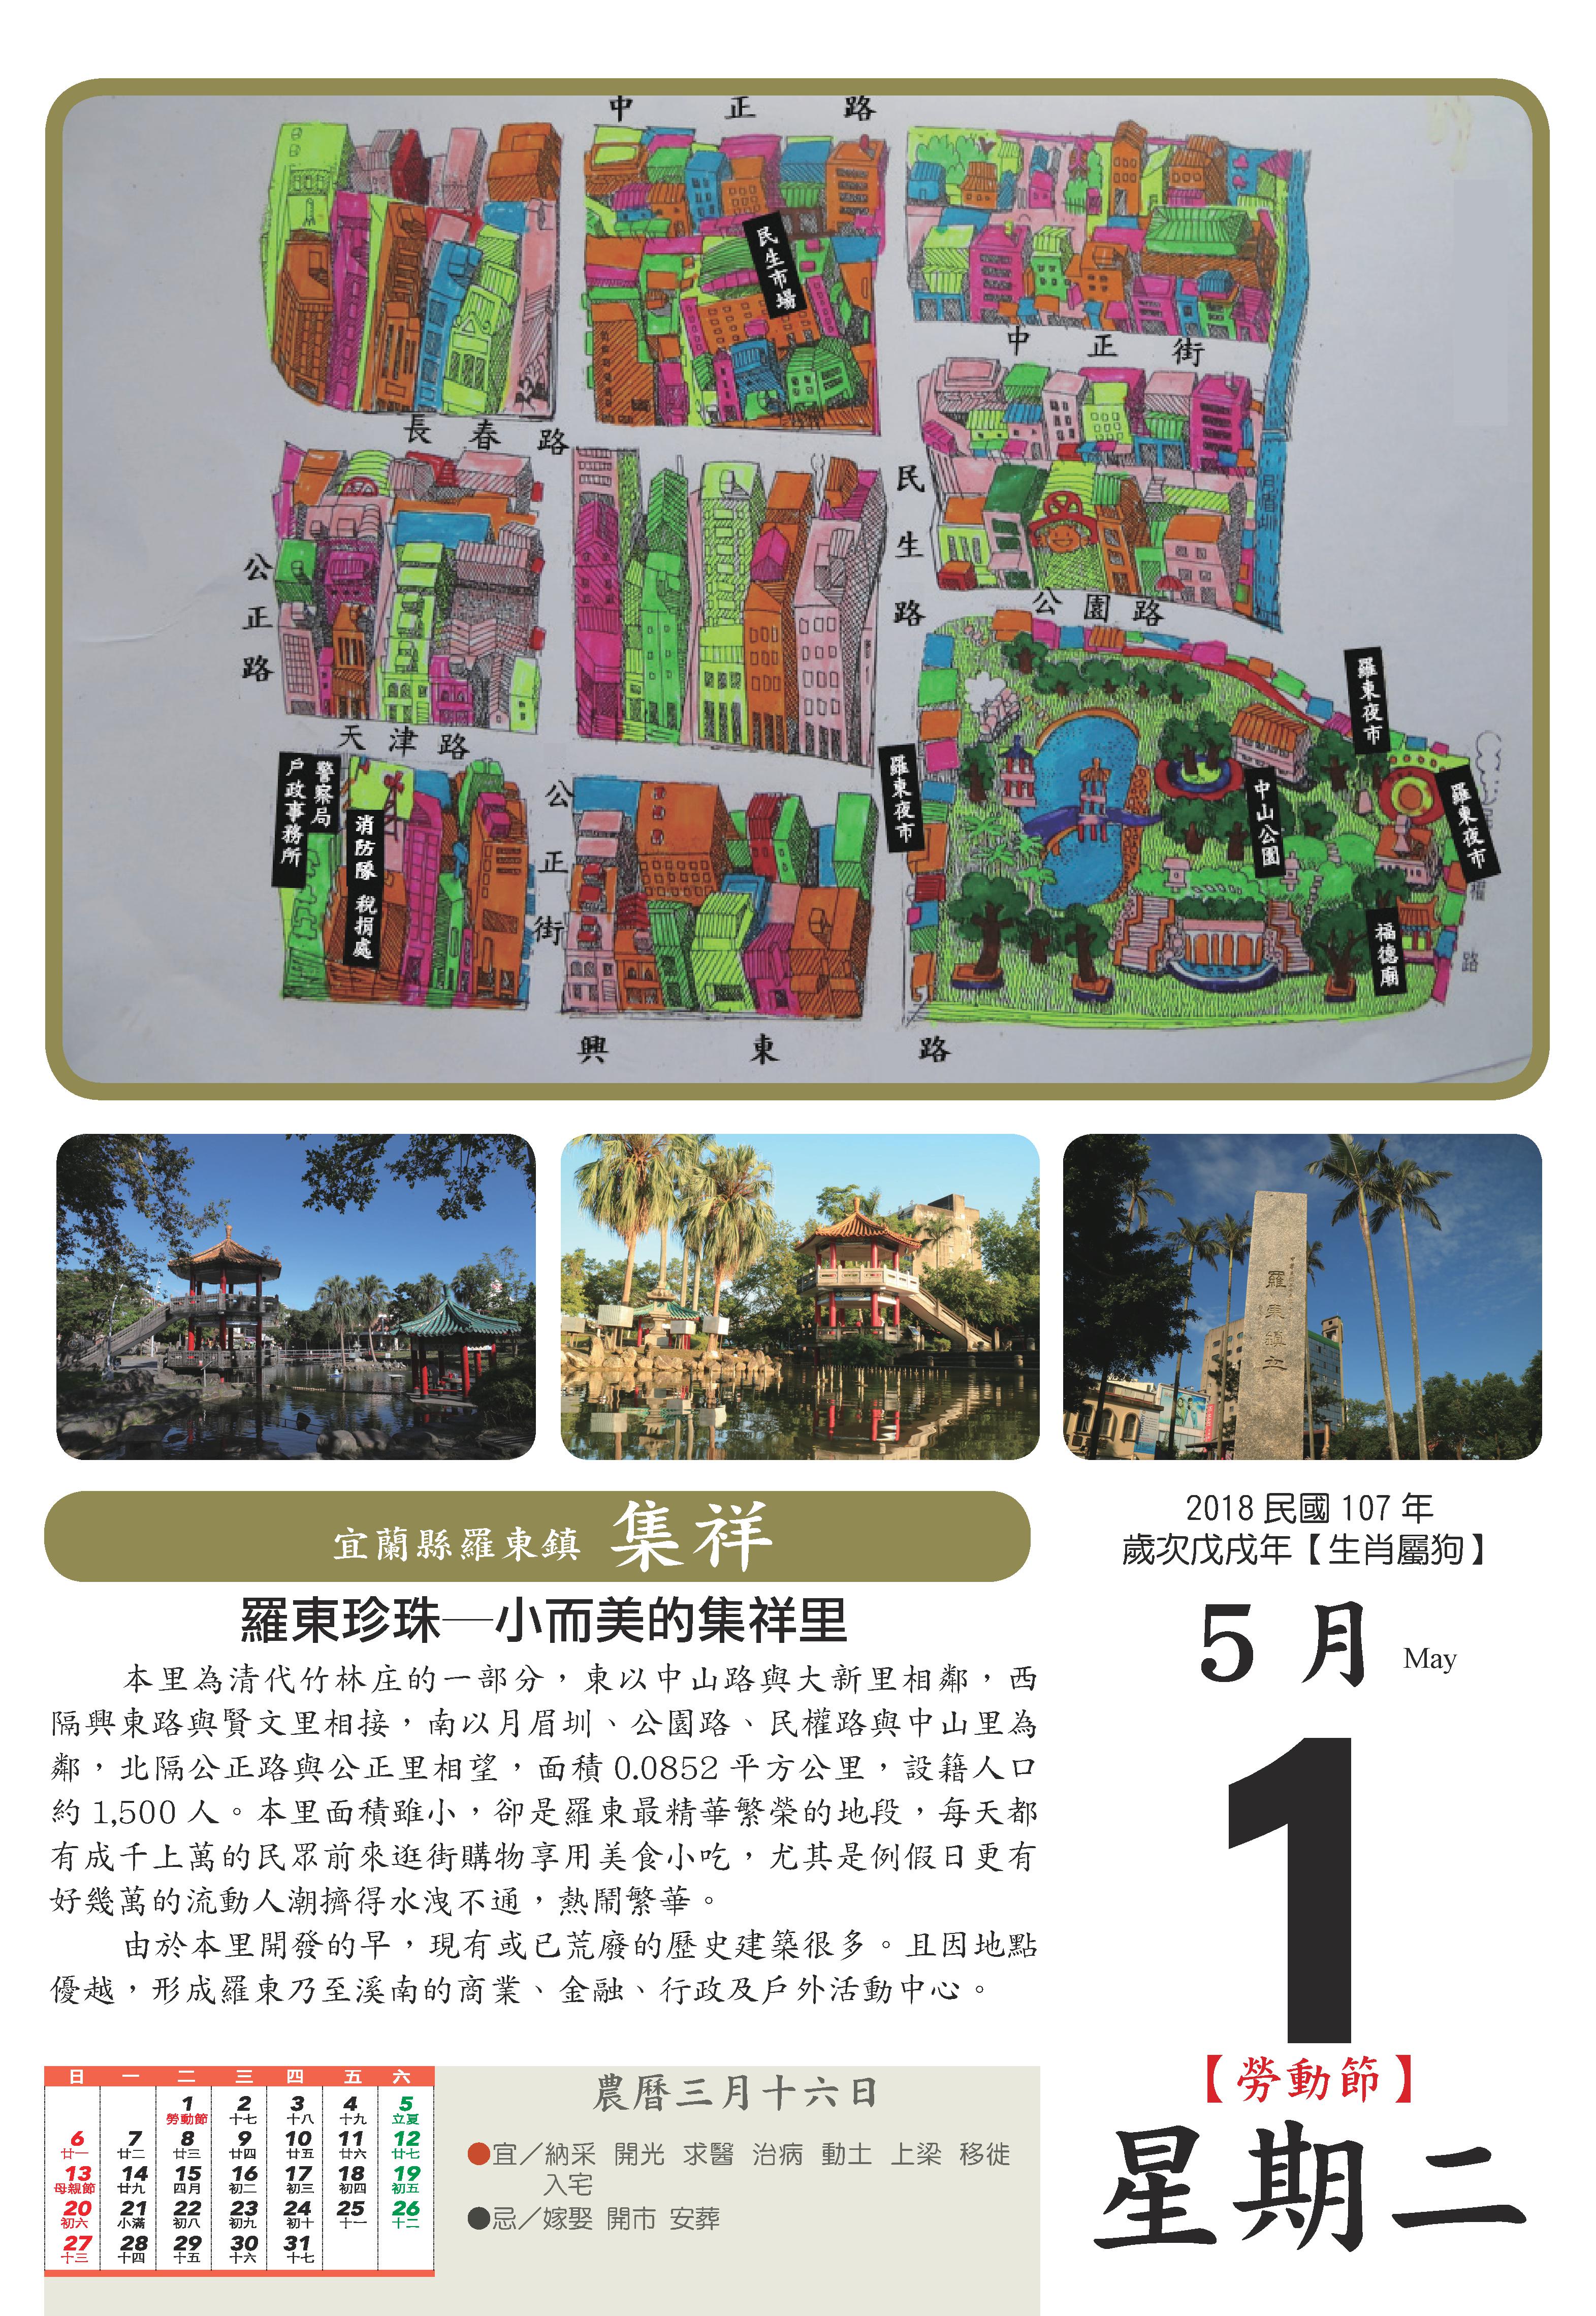 中正路
民生市場
中正街
長春路
月眉圳
民生路
公正路
公園路
天津路
羅東夜市
警察局
戶政事務所
消防隊 稅捐處
公正街
羅東夜市
中山公園
羅東夜市
福德廟
福
路
興東路
羅東鎮立
宜蘭縣羅東鎮 集祥
羅東珍珠—小而美的集祥里
本里為清代竹林庄的一部分，東以中山路與大新里相鄰，西
隔興東路與賢文里相接，南以月眉圳、公園路、民權路與中山里為
鄰，北隔公正路與公正里相望，面積 0.0852 平方公里，設籍人口
約 1,500 人。本里面積雖小，卻是羅東最精華繁榮的地段，每天都
有成千上萬的民眾前來逛街購物享用美食小吃，尤其是例假日更有
好幾萬的流動人潮擠得水洩不通，熱鬧繁華。
由於本里開發的早，現有或已荒廢的歷史建築很多。且因地點
優越，形成羅東乃至溪南的商業、金融、行政及戶外活動中心。
2018 民國 107 年
歲次戊戌年【生肖屬狗】
5 月 May
1
【勞動節】
星期二
日 一 二 三 四 五 六
1 2 3 4 5
勞動節 十七 十八 十九 立夏
6 7 8 9 10 11 12
廿一 廿二 廿三 廿四 廿五 廿六 廿七
13 14 15 16 17 18 19
母親節 廿九 四月 初二 初三 初四 初五
20 21 22 23 24 25 26
初六 小滿 初八 初九 初十 十一 十二
27 28 29 30 31
十三 十四 十五 十六 十七
農曆三月十六日
●宜／納采 開光 求醫 治病 動土 上梁 移徙
入宅
●忌／嫁娶 開市 安葬